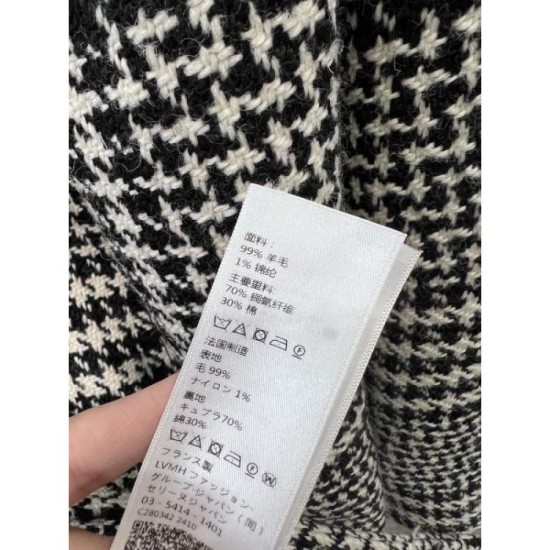 面料:
99% 羊毛
1% 锦纶
主要里料:
70% 铜氨纤维
30% 棉
法国制造
表地
毛 99%
ナイロン 1%
裏地
キュプラ70%
綿30%
フランス製
LVMH ファッション.
グループ・ジャパン (同)
セリーヌジャパン
03 - 5414 - 1401
C280342 2410